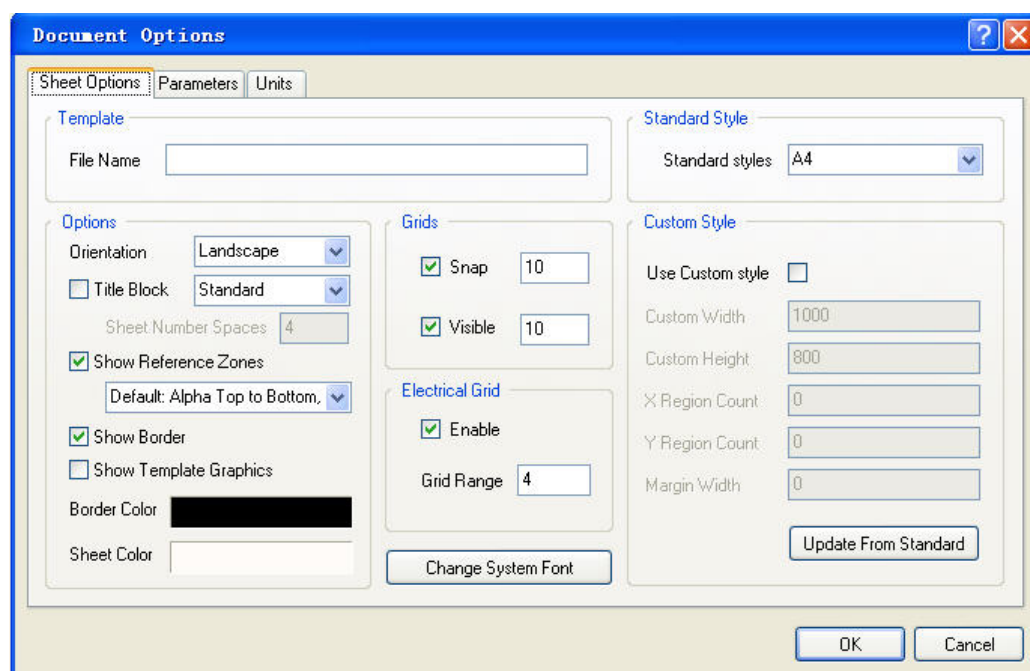 Document Options
Sheet Options Parameters Units
Template
File Name
Standard Style
Standard styles A4
Options
Orientation Landscape
Title Block Standard
Sheet Number Spaces 4
Show Reference Zones
Default: Alpha Top to Bottom,
Show Border
Show Template Graphics
Border Color
Sheet Color
Grids
Snap 10
Visible 10
Electrical Grid
Enable
Grid Range 4
Change System Font
Custom Style
Use Custom style
Custom Width 1000
Custom Height 800
X Region Count 0
Y Region Count 0
Margin Width 0
Update From Standard
OK Cancel